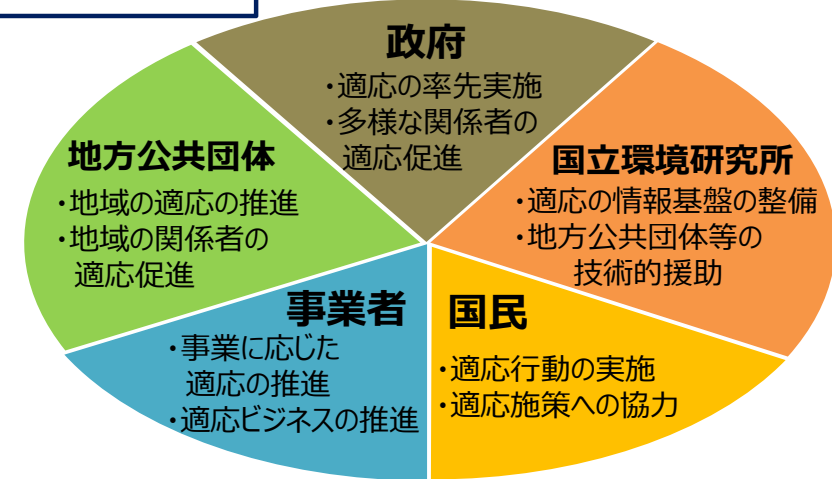 政府
・適応の率先実施
・多様な関係者の
適応促進
地方公共団体
・地域の適応の推進
・地域の関係者の
適応促進
国立環境研究所
・適応の情報基盤の整備
・地方公共団体等の
技術的援助
事業者
・事業に応じた
適応の推進
・適応ビジネスの推進
国民
・適応行動の実施
・適応施策への協力